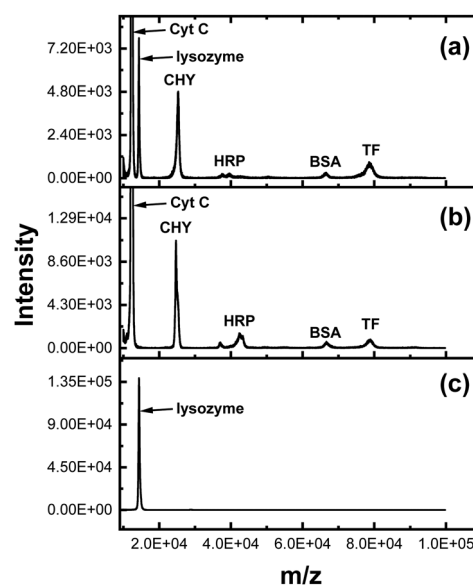 (a)
Cyt C
lysozyme
CHY
HRP
BSA
TF
7.20E+03
4.80E+03
2.40E+03
0.00E+00
(b)
Cyt C
CHY
HRP
BSA
TF
1.29E+04
8.60E+03
4.30E+03
0.00E+00
Intensity
(c)
lysozyme
1.35E+05
9.00E+04
4.50E+04
0.00E+00
2.0E+04 4.0E+04 6.0E+04 8.0E+04 1.0E+05
m/z